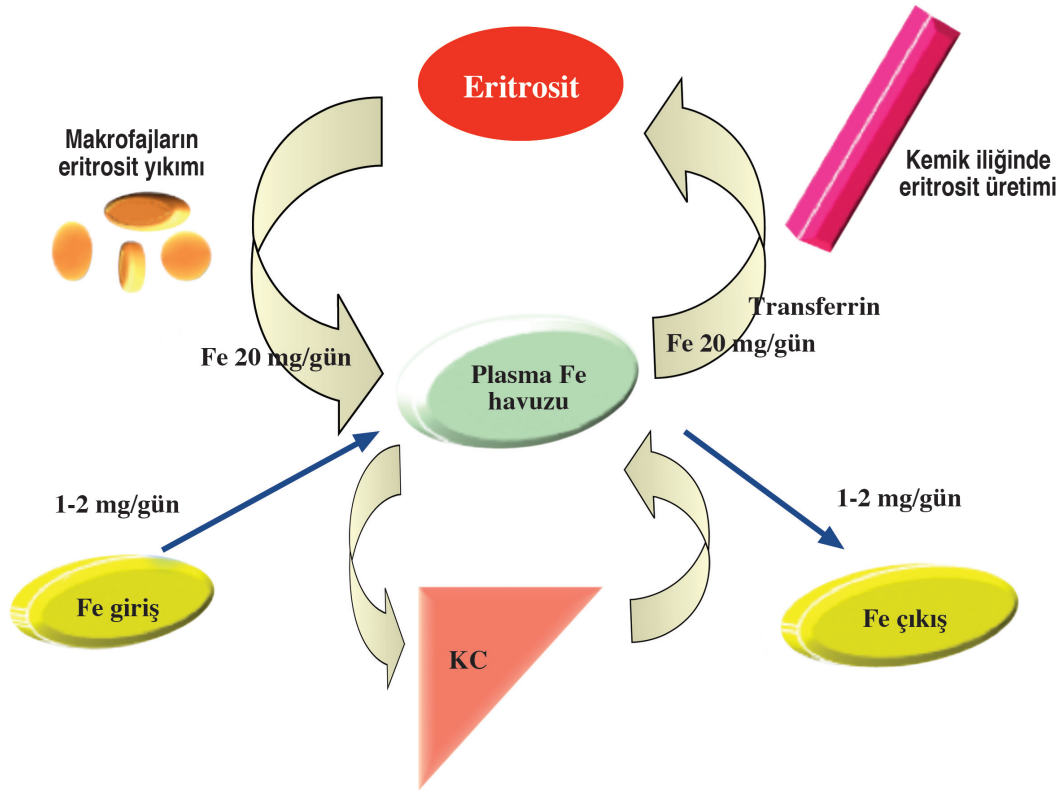 Eritrosit
Makrofajların
eritrosit yıkımı
Kemik iliğinde
eritrosit üretimi
Transferrin
Fe 20 mg/gün
Fe 20 mg/gün
Plasma Fe
havuzu
1-2 mg/gün
1-2 mg/gün
Fe giriş
Fe çıkış
KC